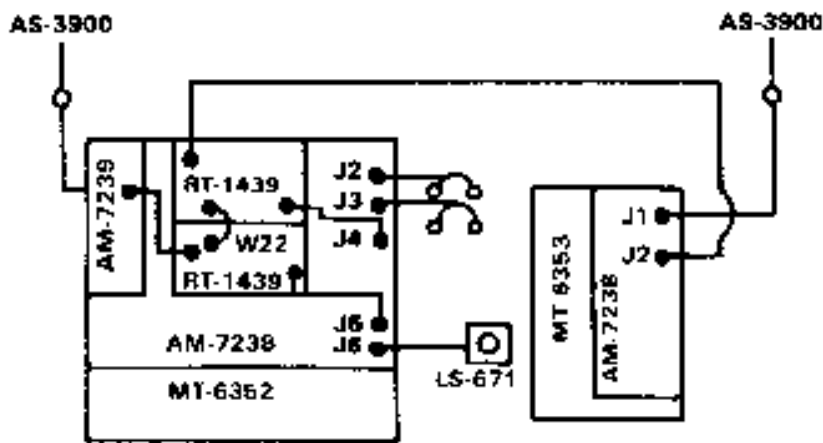 AS-3900
AS-3900
AM-7239
RT-1439
W22
RT-1439
J2
J3
J4
J5
J6
AM-7239
MT-6352
LS-671
MT 6353
AM-7238
J1
J2